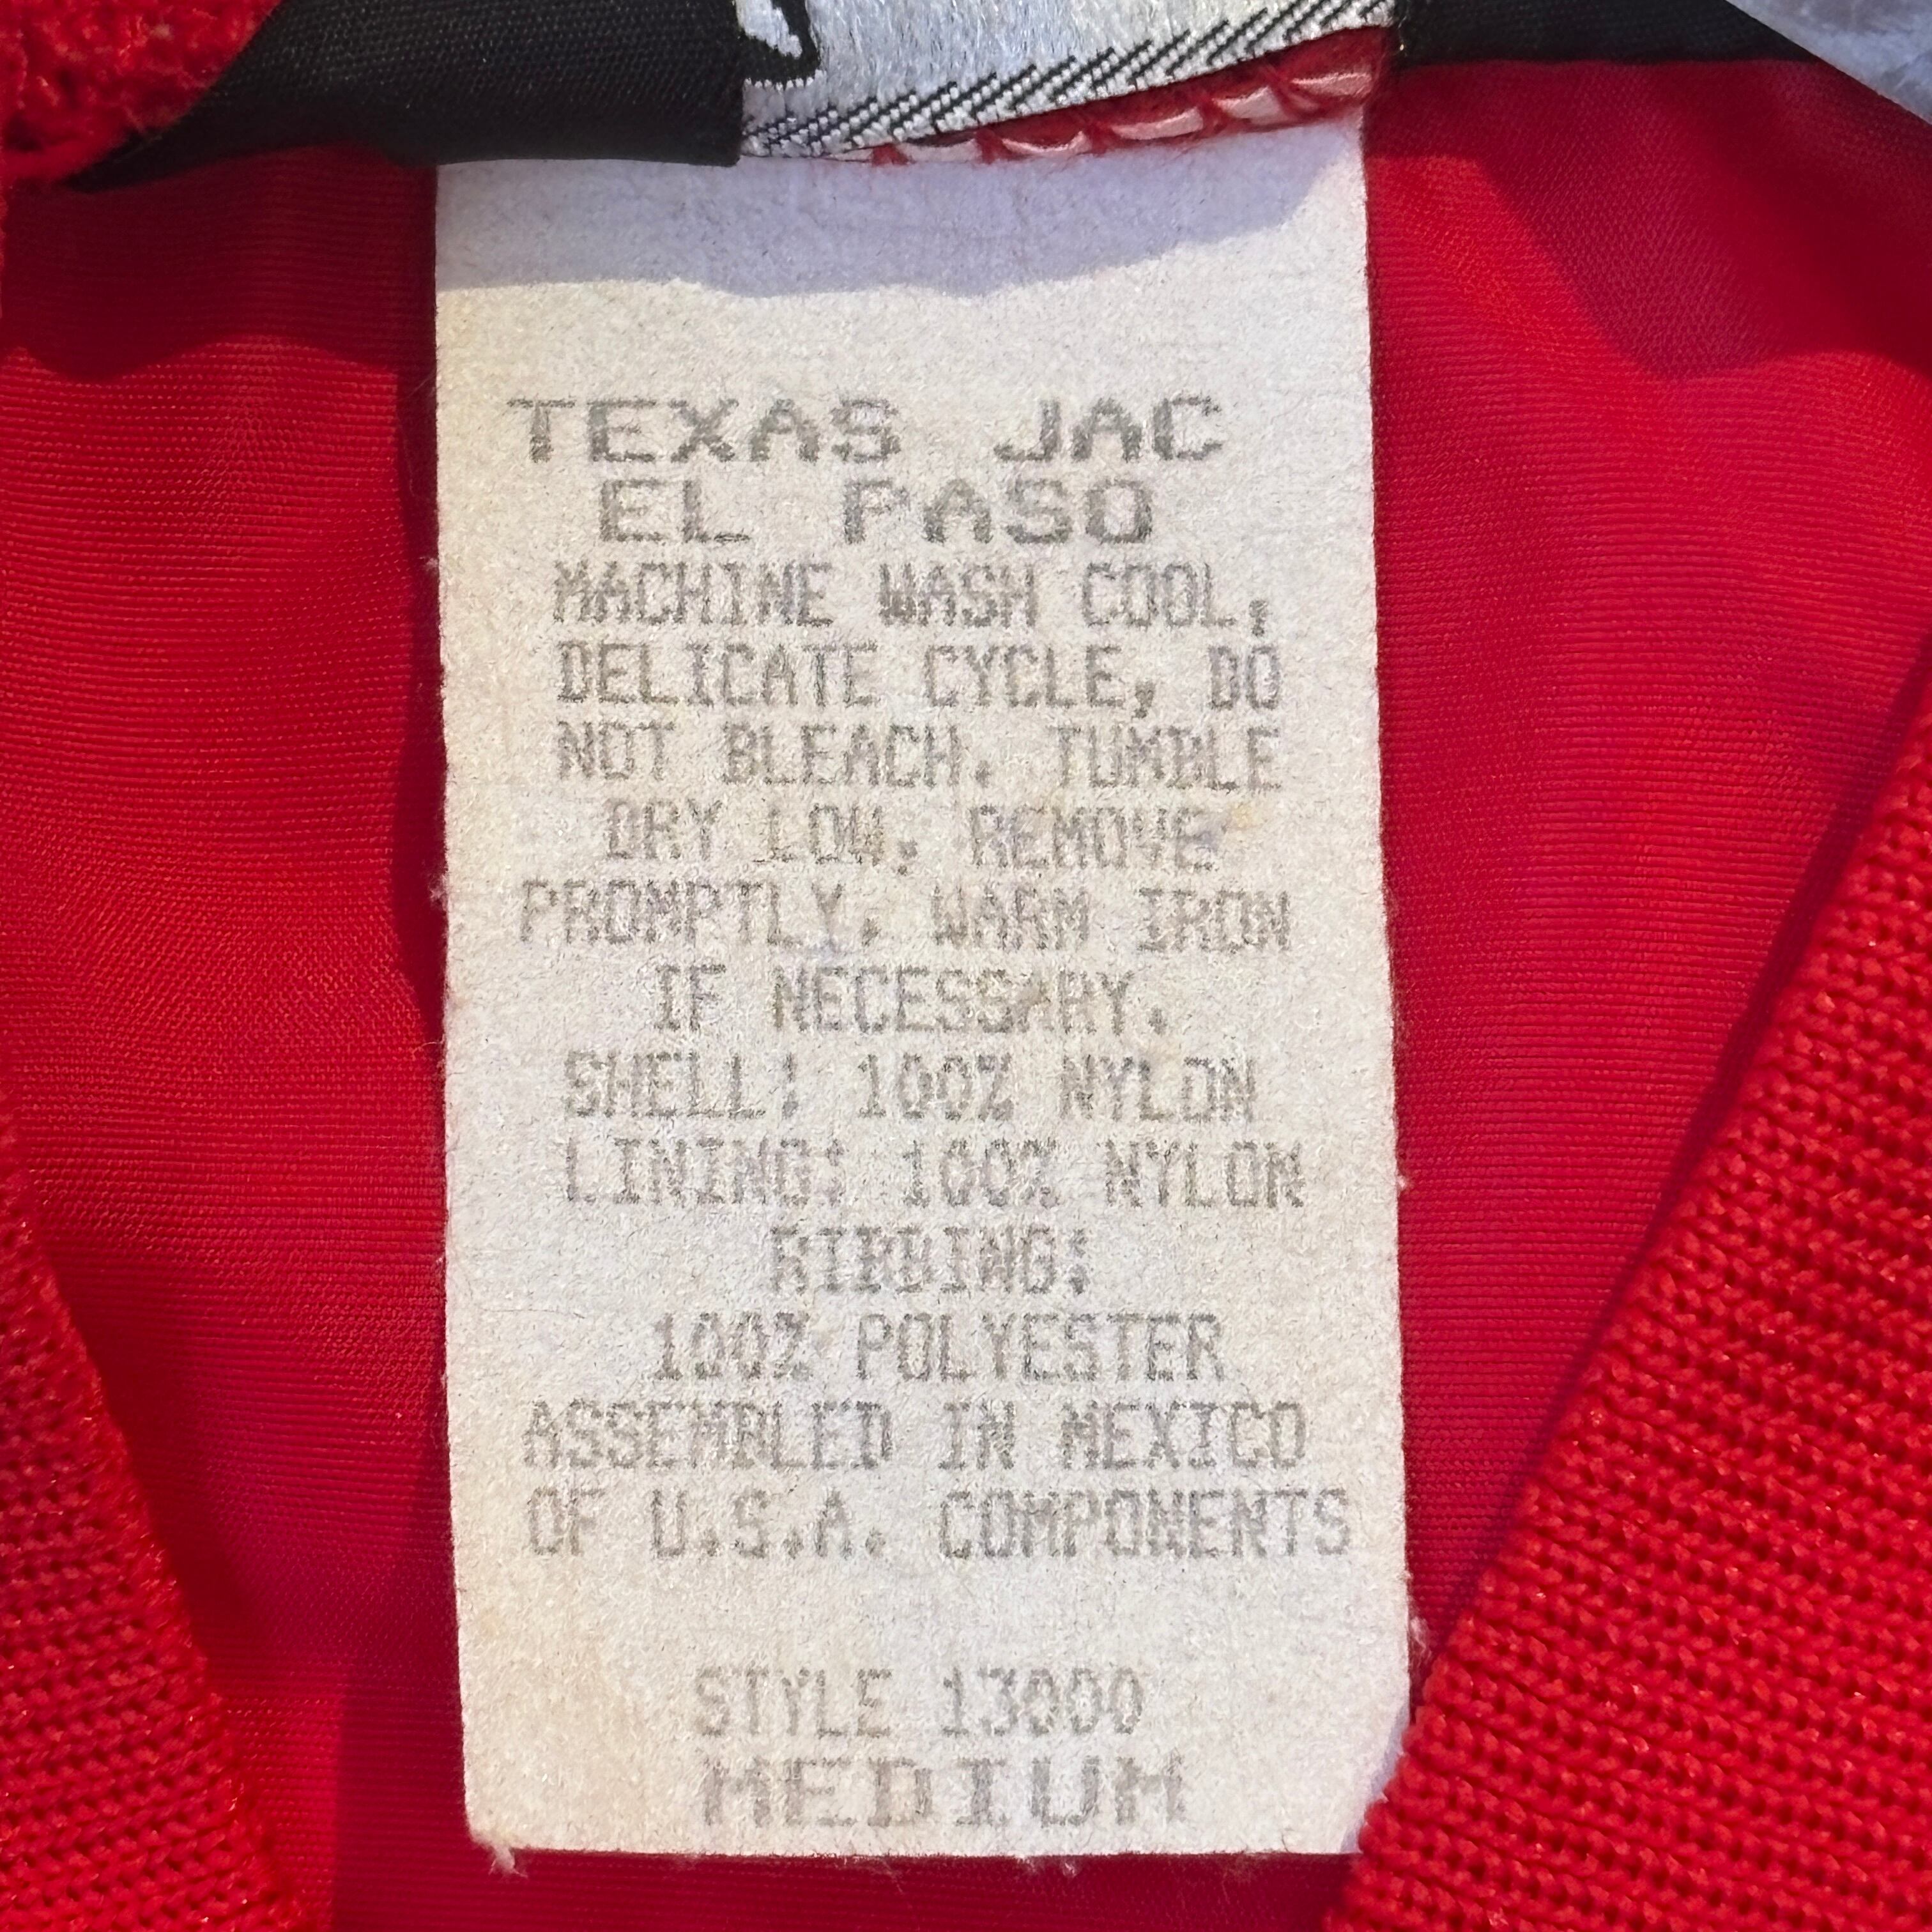 TEXAS JAC
EL PASO
MACHINE WASH COOL,
DELICATE CYCLE, DO
NOT BLEACH. TUMBLE
DRY LOW, REMOVE
PROMPTLY. WARM IRON
IF NECESSARY.
SHELL: 100% NYLON
LINING: 100% NYLON
RIBBING:
100% POLYESTER
ASSEMBLED IN MEXICO
OF U.S.A. COMPONENTS
STYLE 13000
MEDIUM